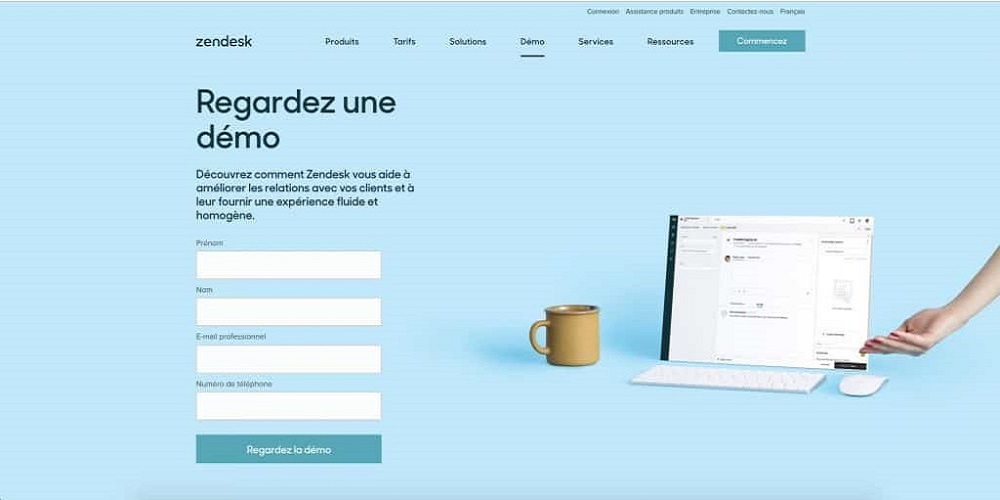 Connexion Assistance produits Entreprise Contactez-nous Français
zendesk Produits Tarifs Solutions Démo Services Ressources Commencez
Regardez une
démo
Découvrez comment Zendesk vous aide à
améliorer les relations avec vos clients et à
leur fournir une expérience fluide et
homogène.
Prénom
Nom
E-mail professionnel
Numéro de téléphone
Regardez la démo